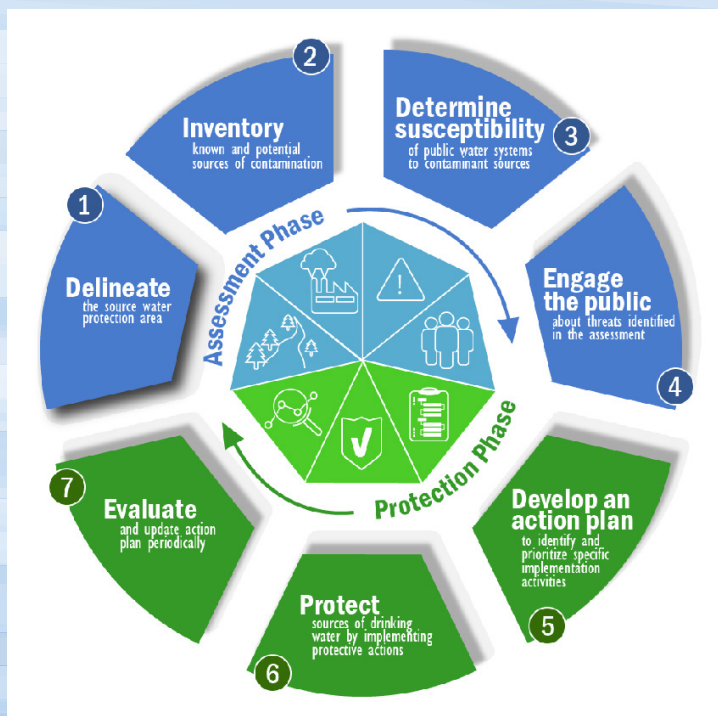 1
Delineate
the source water
protection area
2
Inventory
known and potential
sources of contamination
3
Determine
susceptibility
of public water systems
to contaminant sources
4
Engage
the public
about threats identified
in the assessment
5
Develop an
action plan
to identify and
prioritize specific
implementation
activities
6
Protect
sources of drinking
water by implementing
protective actions
7
Evaluate
and update action
plan periodically
Assessment Phase
Protection Phase